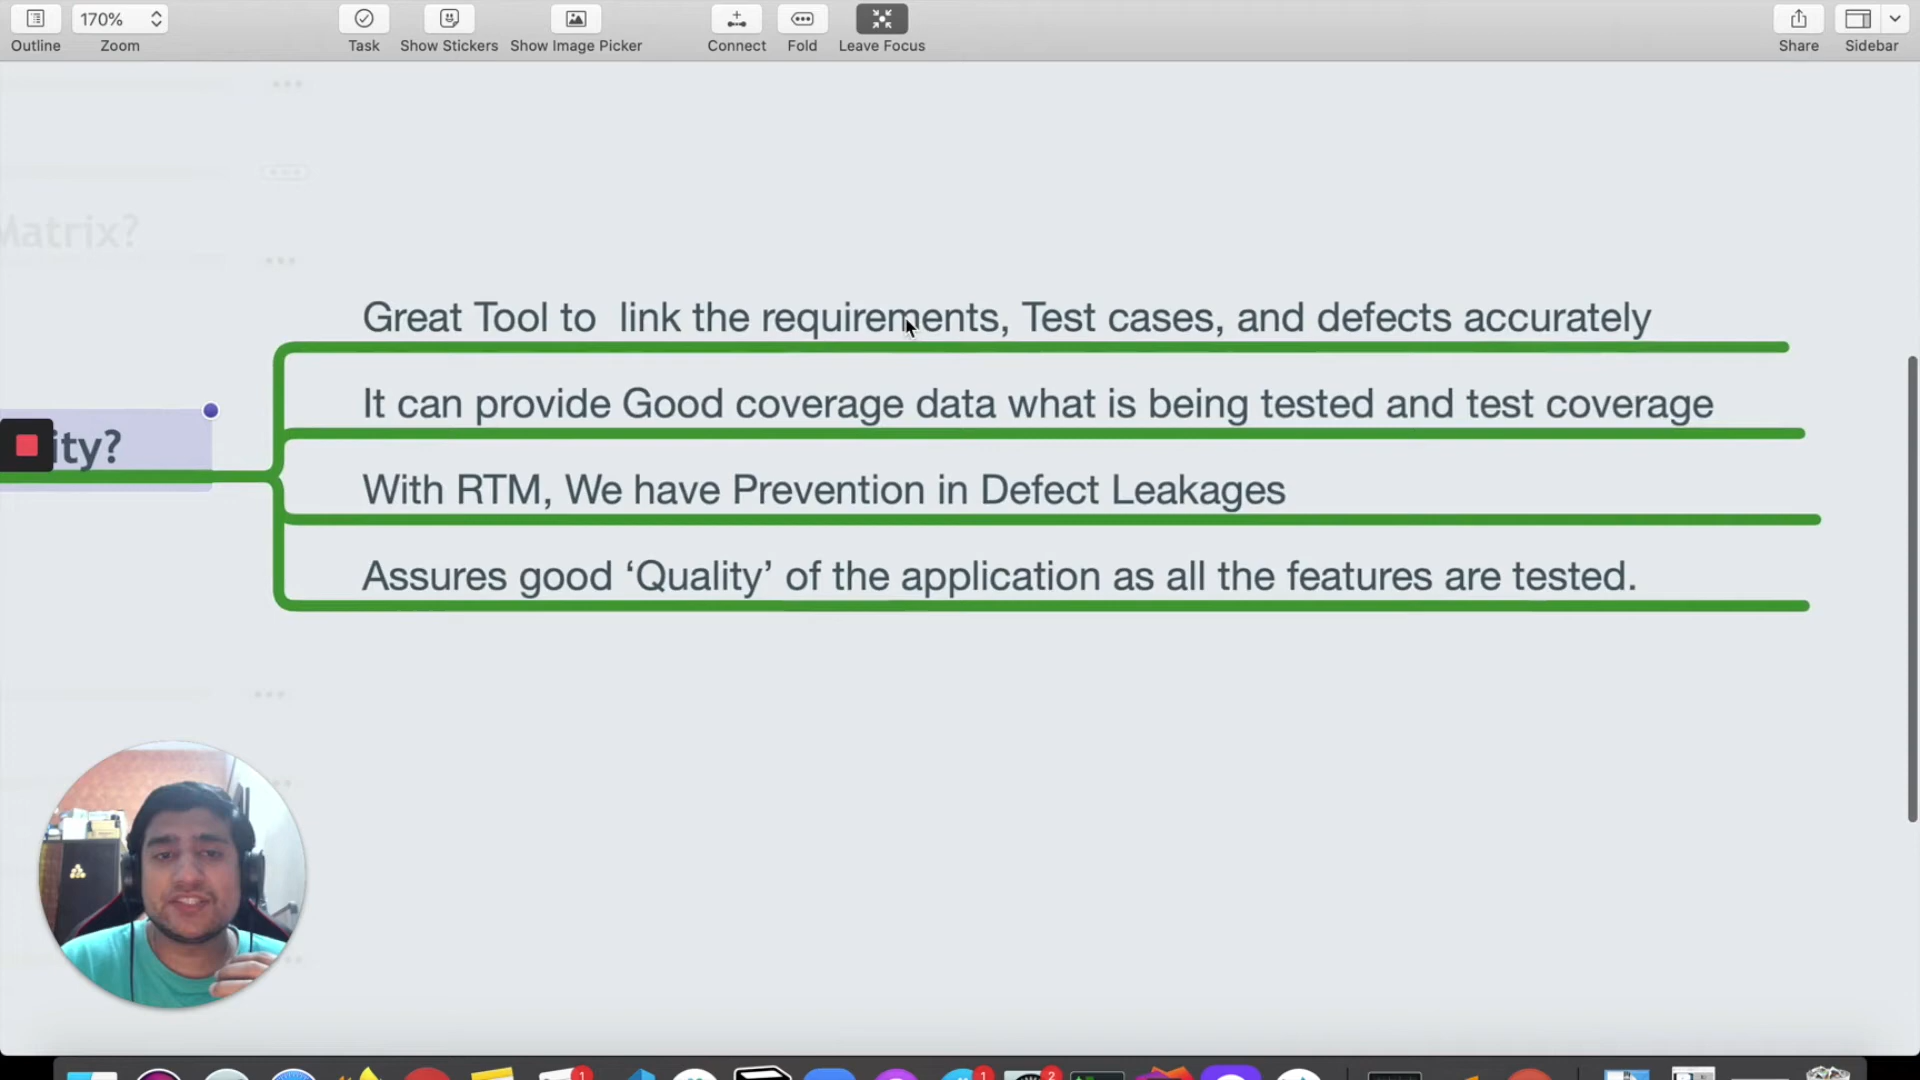 170%
Outline
Zoom
Task
Show Stickers
Show Image Picker
Connect
Fold
Leave Focus
Share
Sidebar
Matrix?
Great Tool to  link the requirements, Test cases, and defects accurately
It can provide Good coverage data what is being tested and test coverage
ity?
With RTM, We have Prevention in Defect Leakages
Assures good ‘Quality’ of the application as all the features are tested.
1
1
2